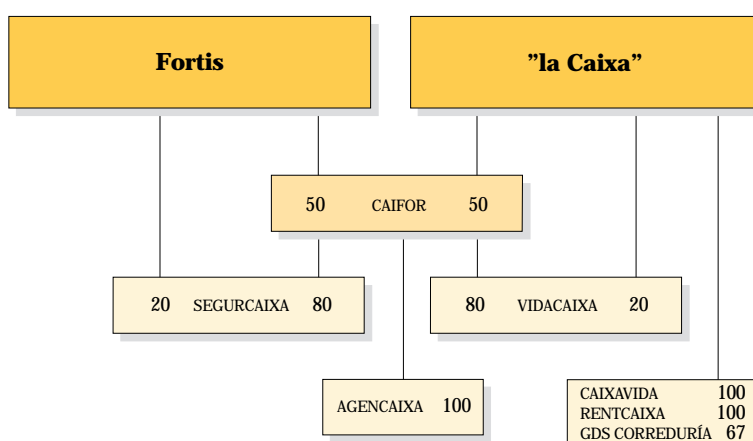 Fortis
"la Caixa"
50 CAIFOR 50
20 SEGURCAIXA 80
80 VIDACAIXA 20
AGENCAIXA 100
CAIXAVIDA 100
RENTCAIXA 100
GDS CORREDURÍA 67